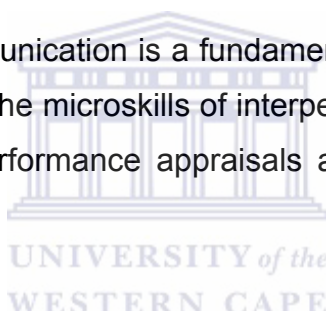 unication is a fundamen
he microskills of interpe
rformance appraisals a
UNIVERSITY of the
WESTERN CAPE